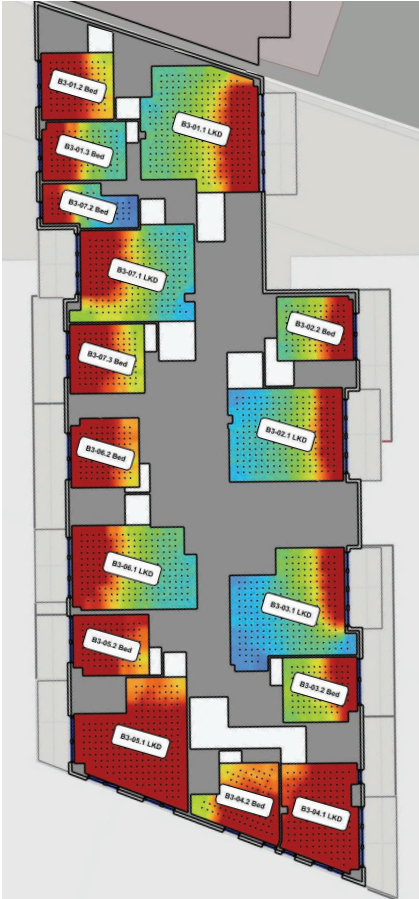 B3-01.2 Bed
B3-01.1 LKD
B3-01.3 Bed
B3-07.2 Bed
B3-07.1 LKD
B3-02.2 Bed
B3-07.3 Bed
B3-02.1 LKD
B3-06.2 Bed
B3-06.1 LKD
B3-03.1 LKD
B3-05.2 Bed
B3-03.2 Bed
B3-05.1 LKD
B3-04.2 Bed
B3-04.1 LKD